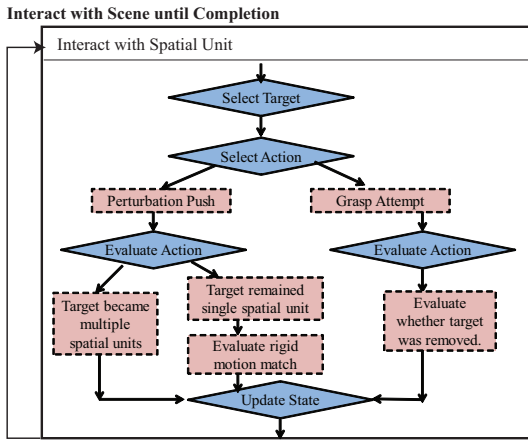 Interact with Scene until Completion
Interact with Spatial Unit
Select Target
Select Action
Perturbation Push
Grasp Attempt
Evaluate Action
Evaluate Action
Target became
multiple
spatial units
Target remained
single spatial unit
Evaluate rigid
motion match
Evaluate
whether target
was removed.
Update State